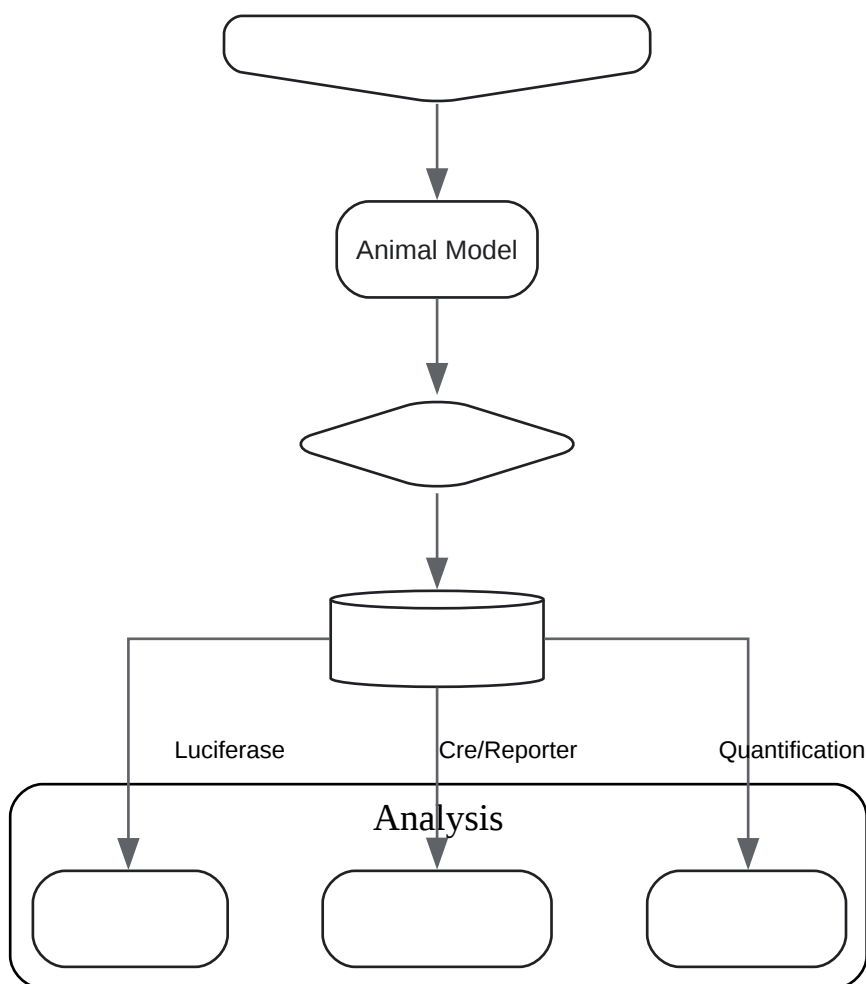 Animal Model
Luciferase
Cre/Reporter
Quantification
Analysis